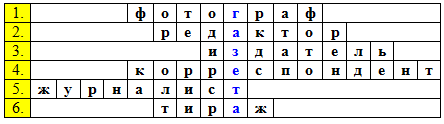 1. фотограф
2. редактор
3. издатель
4. корреспондент
5. журналист
6. тираж